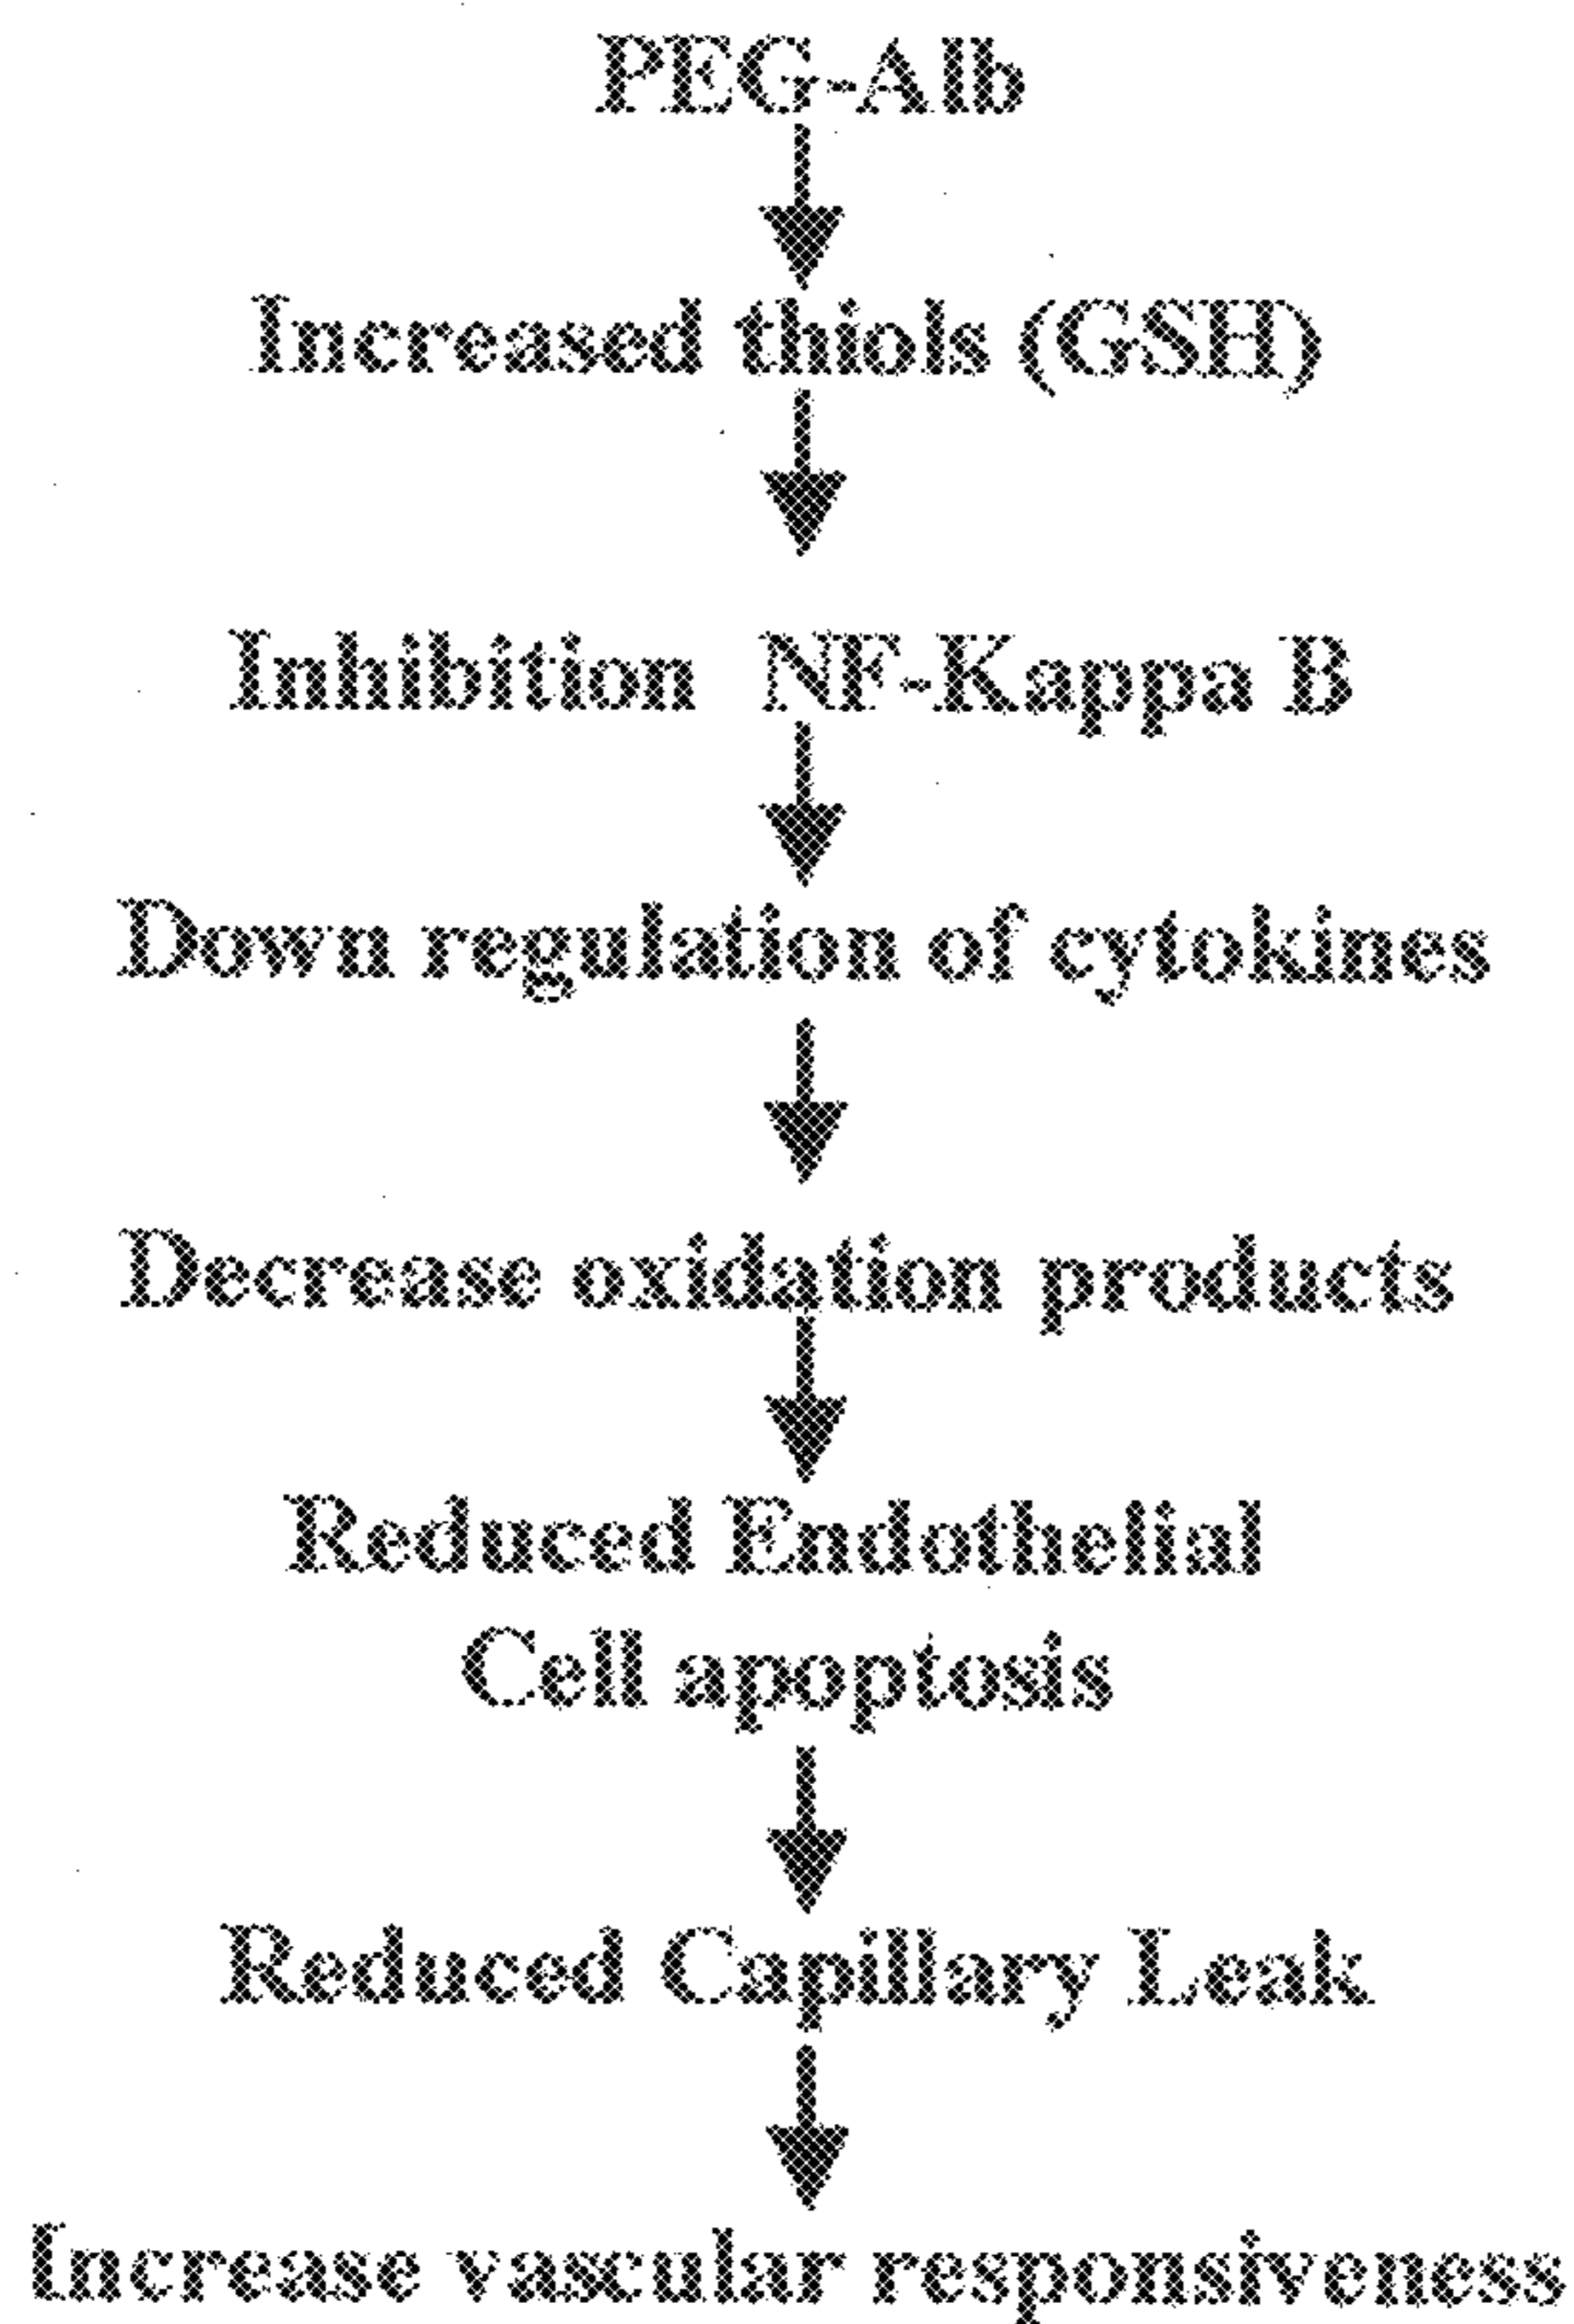 PEG-Alb
Increased thiols (GSH)
Inhibition NF-Kappa B
Down regulation of cytokines
Decrease oxidation products
Reduced Endothelial
Cell apoptosis
Reduced Capillary Leak
Increase vascular responsiveness